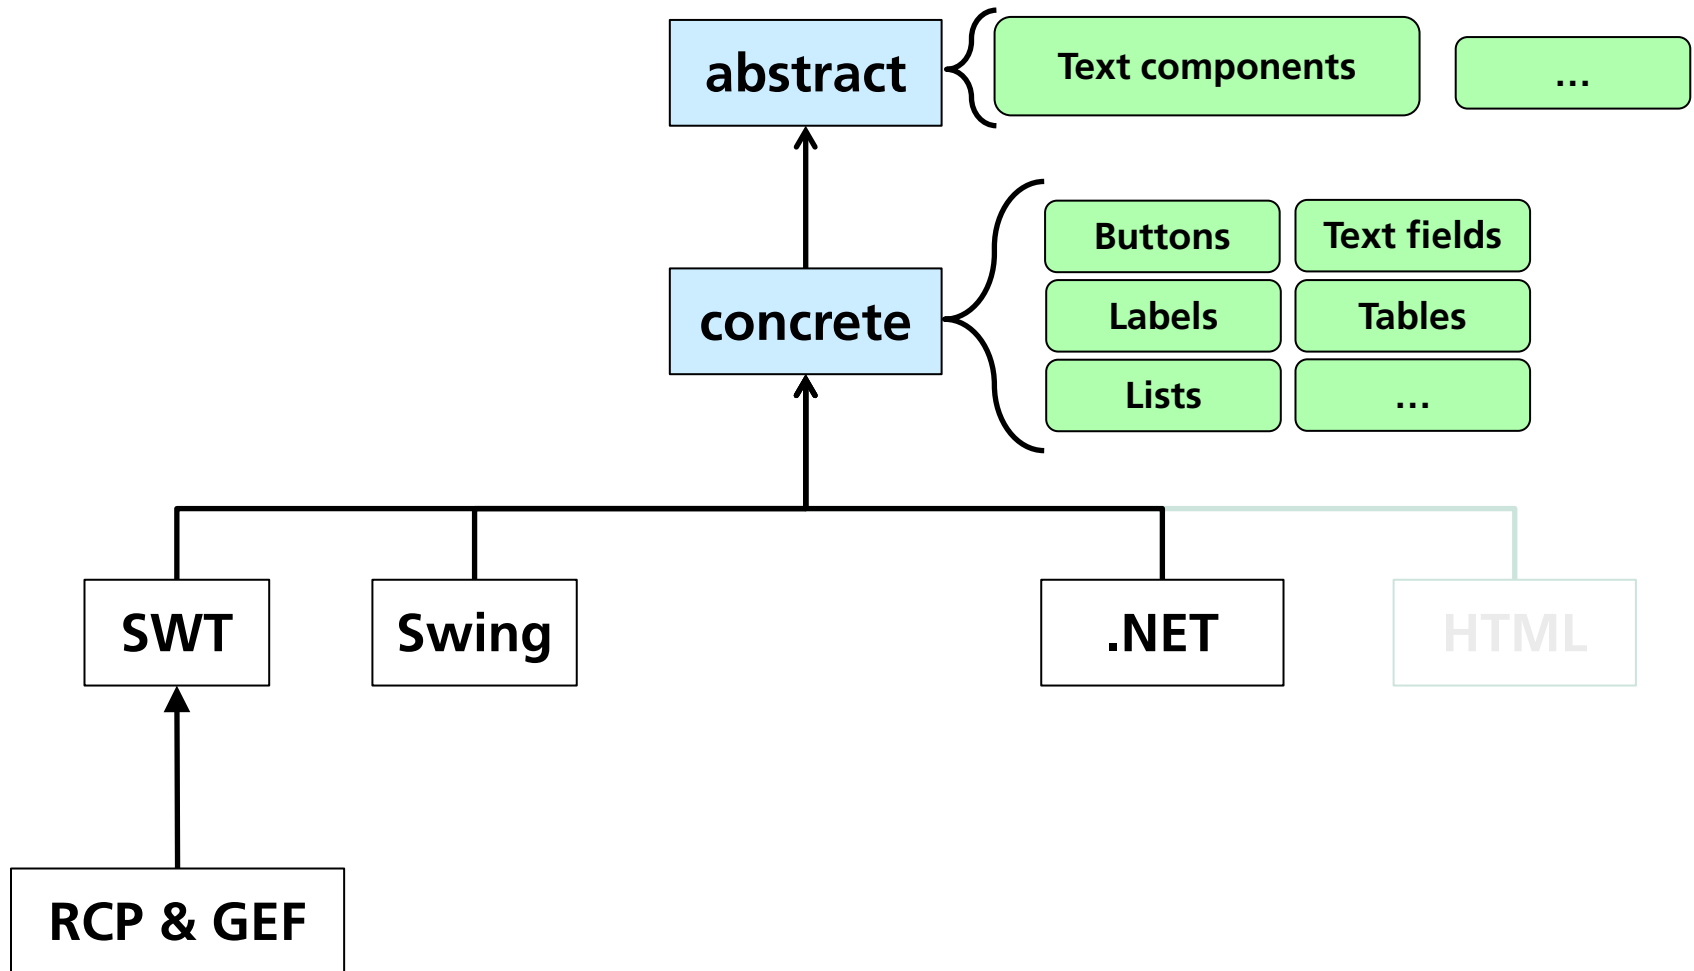 abstract
Text components
...
concrete
Buttons
Text fields
Labels
Tables
Lists
...
SWT
Swing
.NET
HTML
RCP & GEF